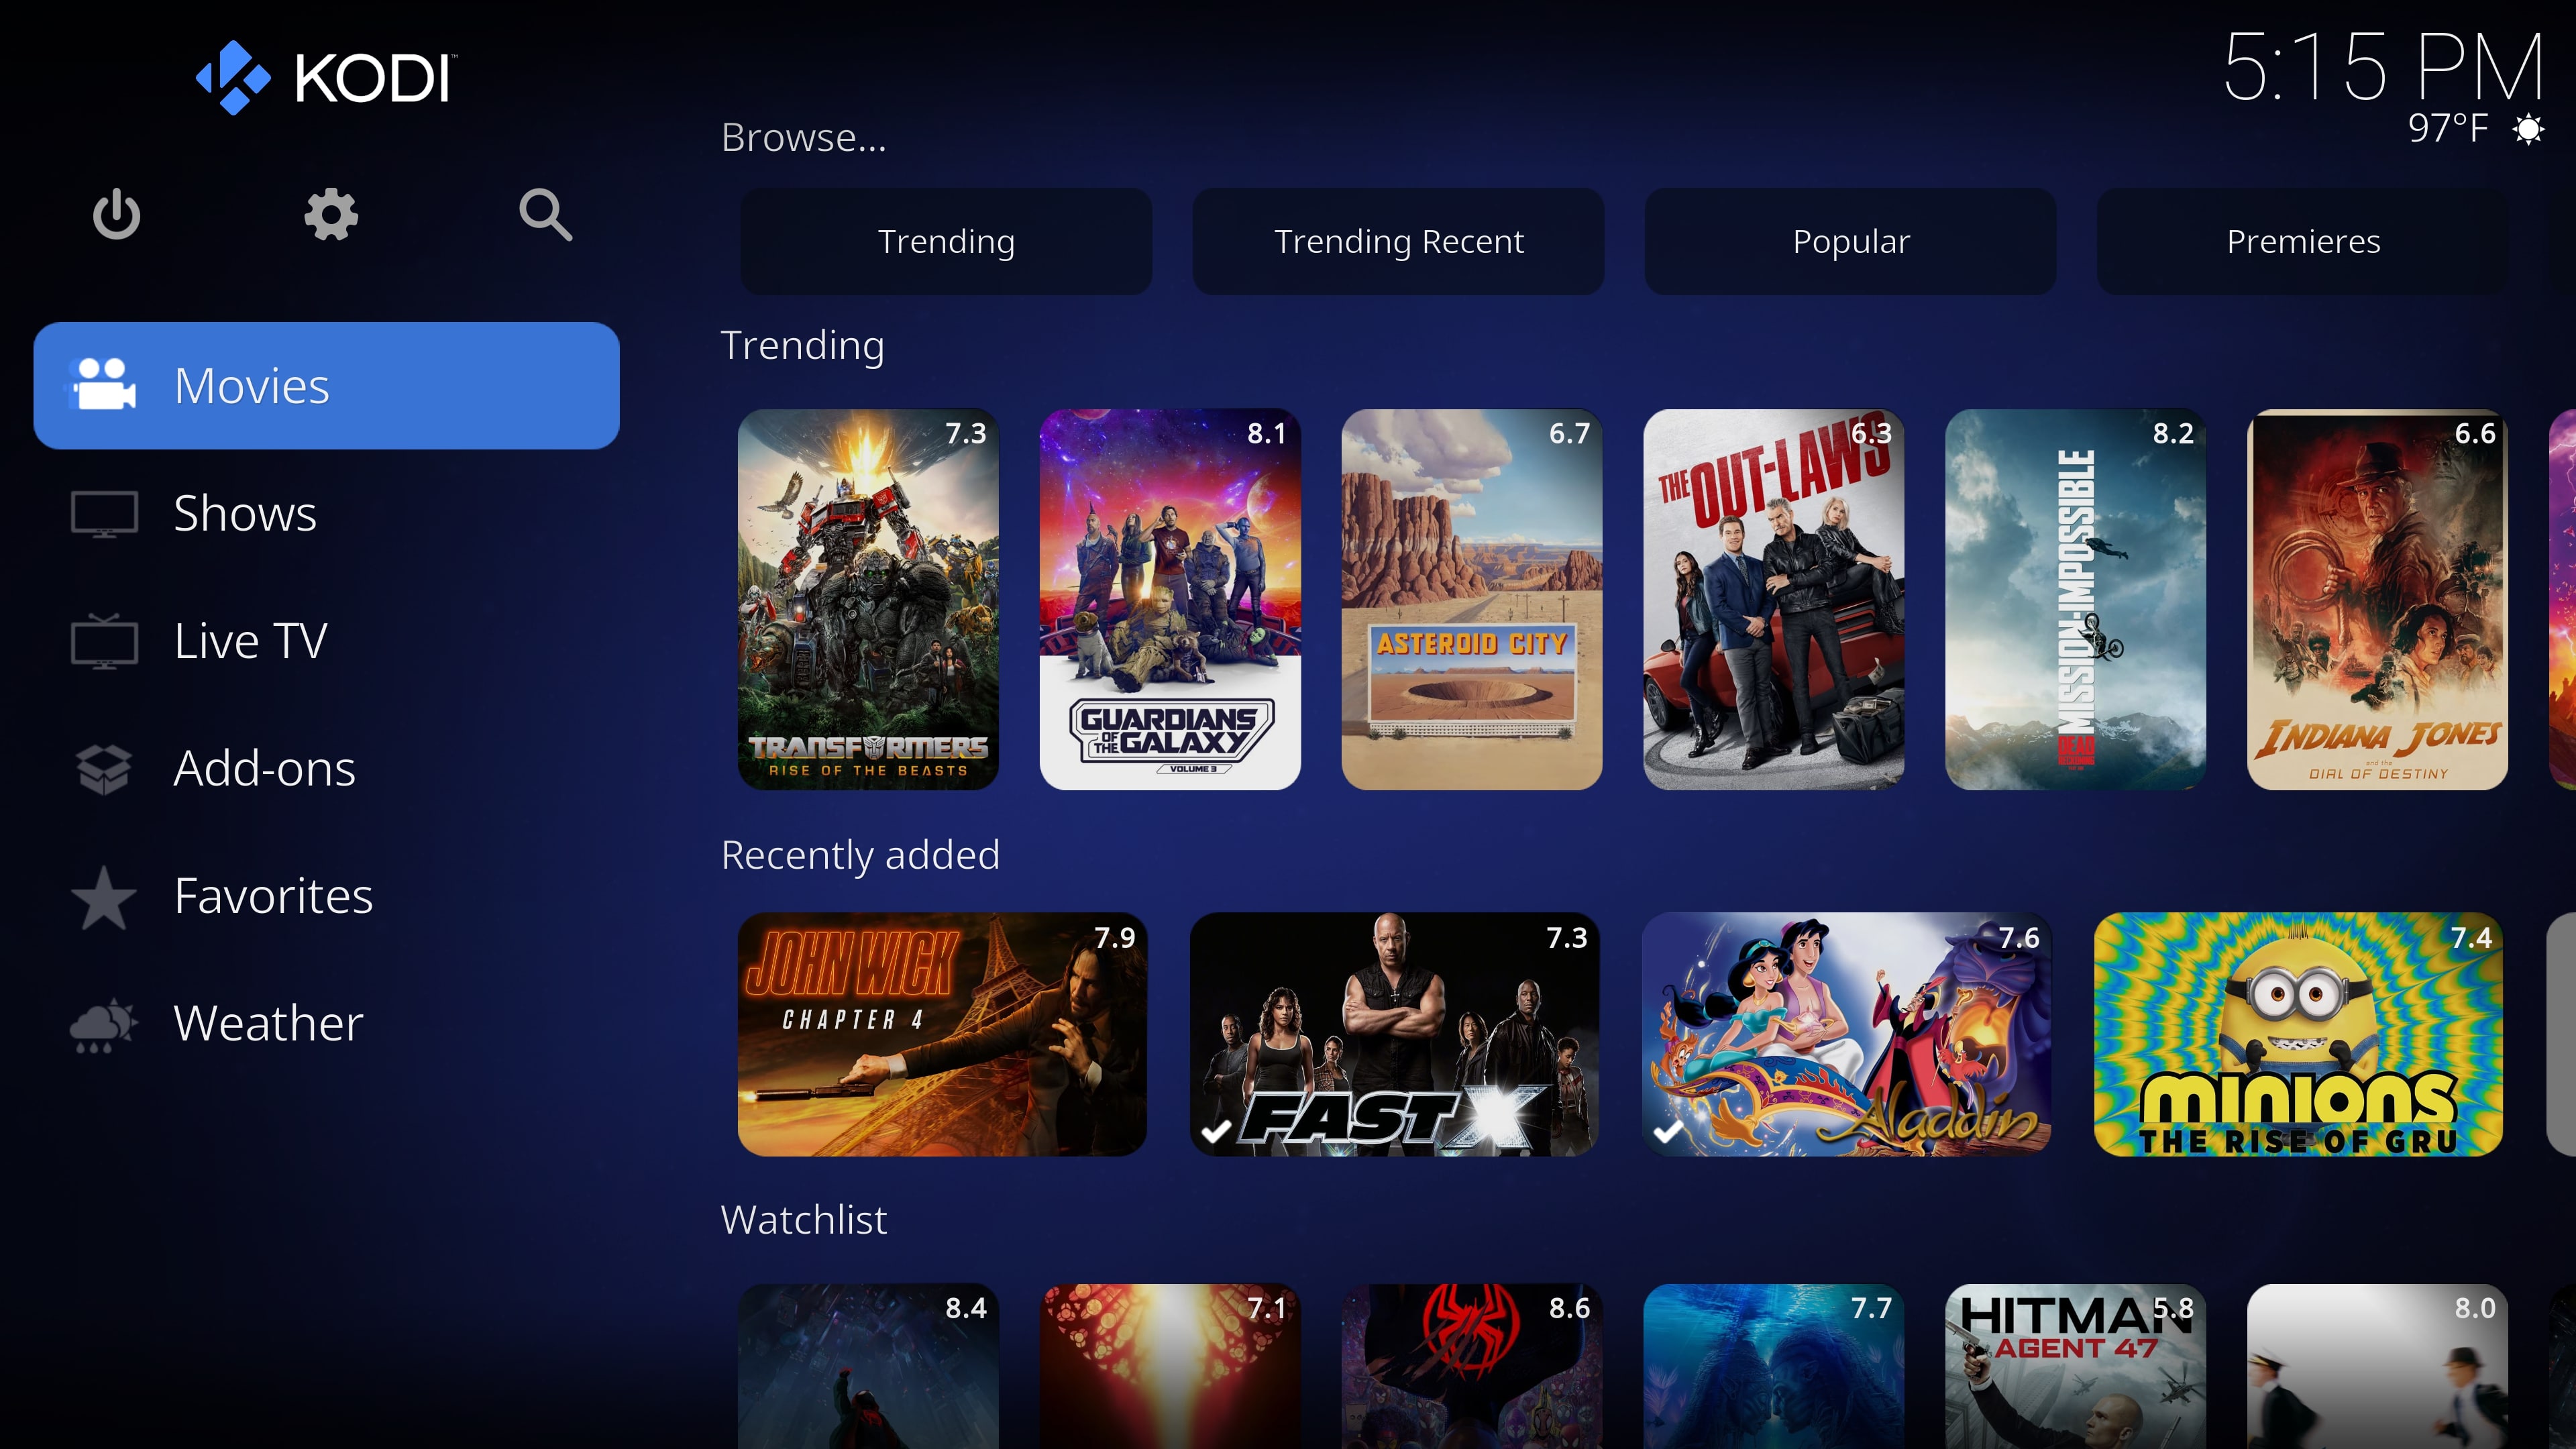 KODI™
5:15 PM
97°F
Browse...
Trending
Trending Recent
Popular
Premieres
Movies
Shows
Live TV
Add-ons
Favorites
Weather
Trending
7.3
TRANSFORMERS
RISE OF THE BEASTS
8.1
GUARDIANS
OF THE GALAXY
VOLUME 3
6.7
ASTEROID CITY
6.3
THE OUT-LAWS
8.2
MISSION: IMPOSSIBLE
DEAD
RECKONING
6.6
INDIANA JONES
and the
DIAL OF DESTINY
Recently added
7.9
JOHN WICK
CHAPTER 4
7.3
FAST X
7.6
Aladdin
7.4
MINIONS
THE RISE OF GRU
Watchlist
8.4
7.1
8.6
7.7
5.8
HITMAN
AGENT 47
8.0